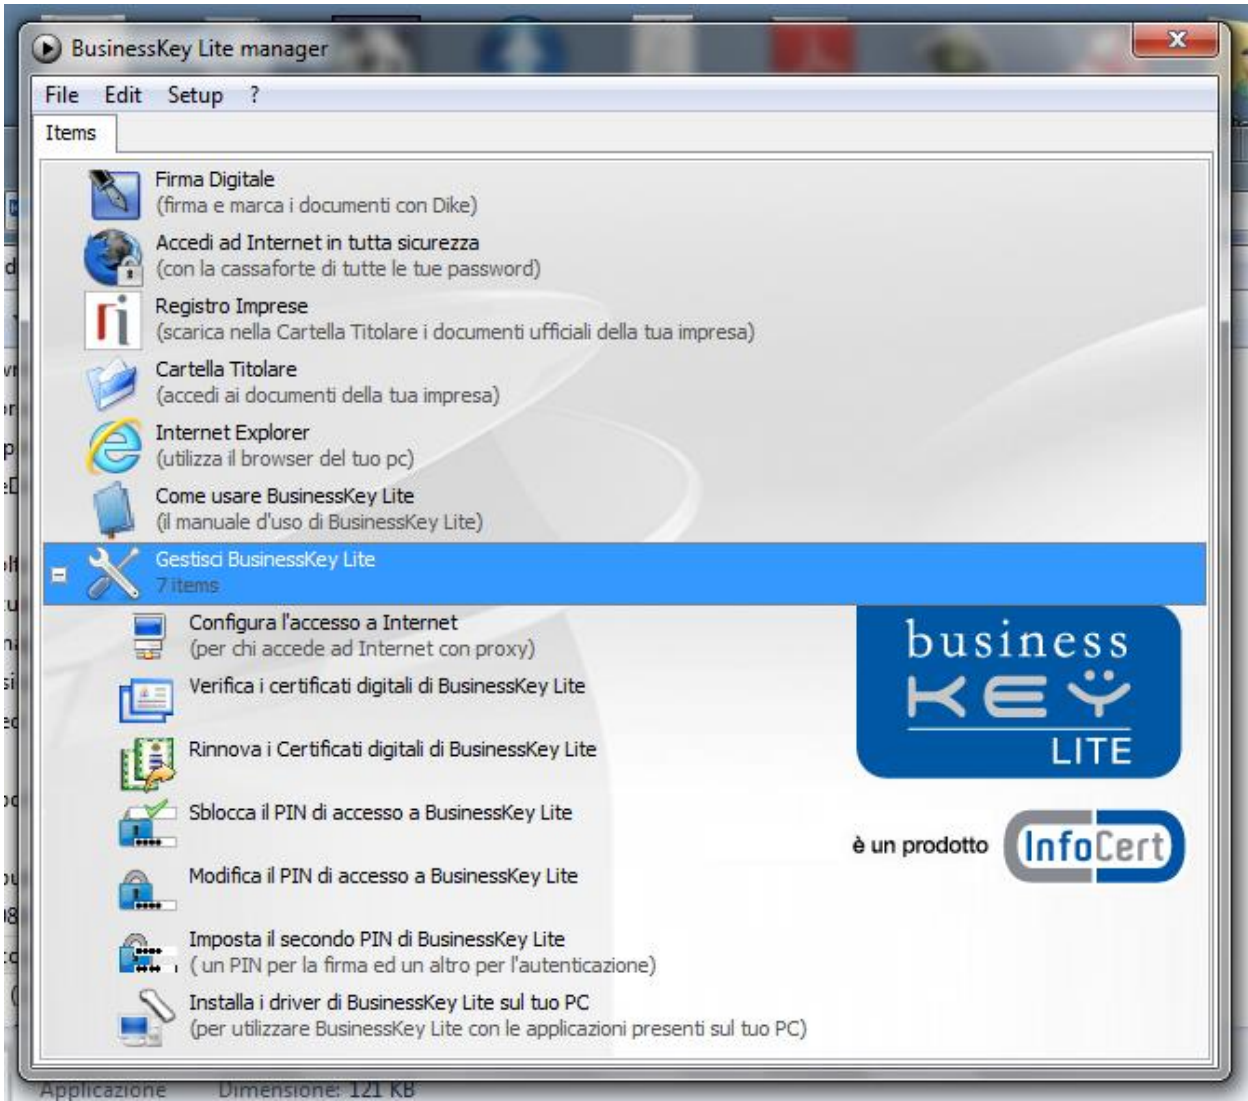 BusinessKey Lite manager
File Edit Setup ?
Items
Firma Digitale
(firma e marca i documenti con Dike)
Accedi ad Internet in tutta sicurezza
(con la cassaforte di tutte le tue password)
Registro Imprese
(scarica nella Cartella Titolare i documenti ufficiali della tua impresa)
Cartella Titolare
(accedi ai documenti della tua impresa)
Internet Explorer
(utilizza il browser del tuo pc)
Come usare BusinessKey Lite
(il manuale d'uso di BusinessKey Lite)
Gestisci BusinessKey Lite
7 items
Configura l'accesso a Internet
(per chi accede ad Internet con proxy)
Verifica i certificati digitali di BusinessKey Lite
Rinnova i Certificati digitali di BusinessKey Lite
Sblocca il PIN di accesso a BusinessKey Lite
Modifica il PIN di accesso a BusinessKey Lite
Imposta il secondo PIN di BusinessKey Lite
( un PIN per la firma ed un altro per l'autenticazione)
Installa i driver di BusinessKey Lite sul tuo PC
(per utilizzare BusinessKey Lite con le applicazioni presenti sul tuo PC)
business
KEY
LITE
è un prodotto InfoCert
Applicazione Dimensione: 121 KB